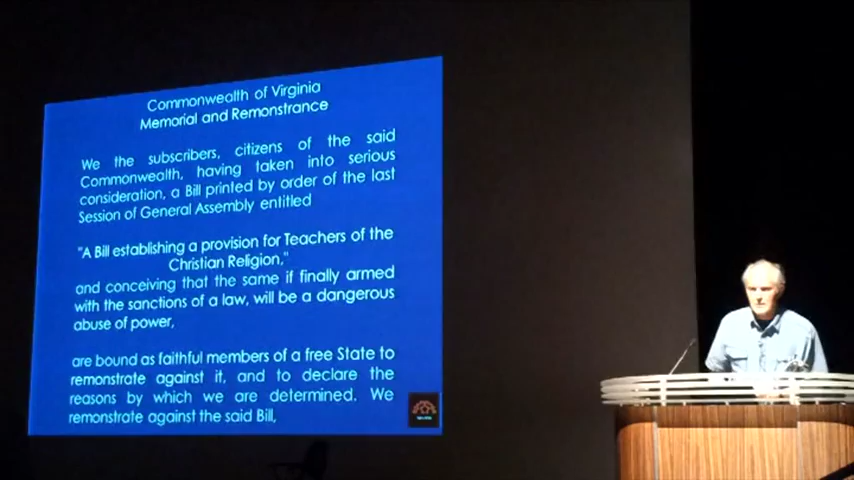 Commonwealth of Virginia
Memorial and Remonstrance
We the subscribers, citizens of the said
Commonwealth, having taken into serious
consideration, a Bill printed by order of the last
Session of General Assembly entitled
"A Bill establishing a provision for Teachers of the
Christian Religion,"
and conceiving that the same if finally armed
with the sanctions of a law, will be a dangerous
abuse of power,
are bound as faithful members of a free State to
remonstrate against it, and to declare the
reasons by which we are determined. We
remonstrate against the said Bill,